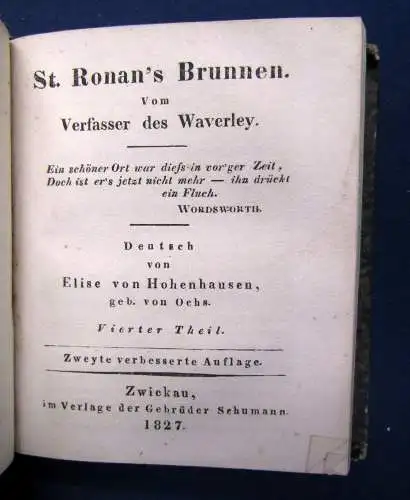 St. Ronan's Brunnen.
Vom
Verfasser des Waverley.
Ein schöner Ort war diefs in vor'ger Zeit,
Doch ist er's jetzt nicht mehr — ihn drückt
ein Fluch.
WORDSWORTH.
Deutsch
von
Elise von Hohenhausen,
geb. von Ochs.
Vierter Theil.
Zweyte verbesserte Auflage.
Zwickau,
im Verlage der Gebrüder Schumann.
1827.